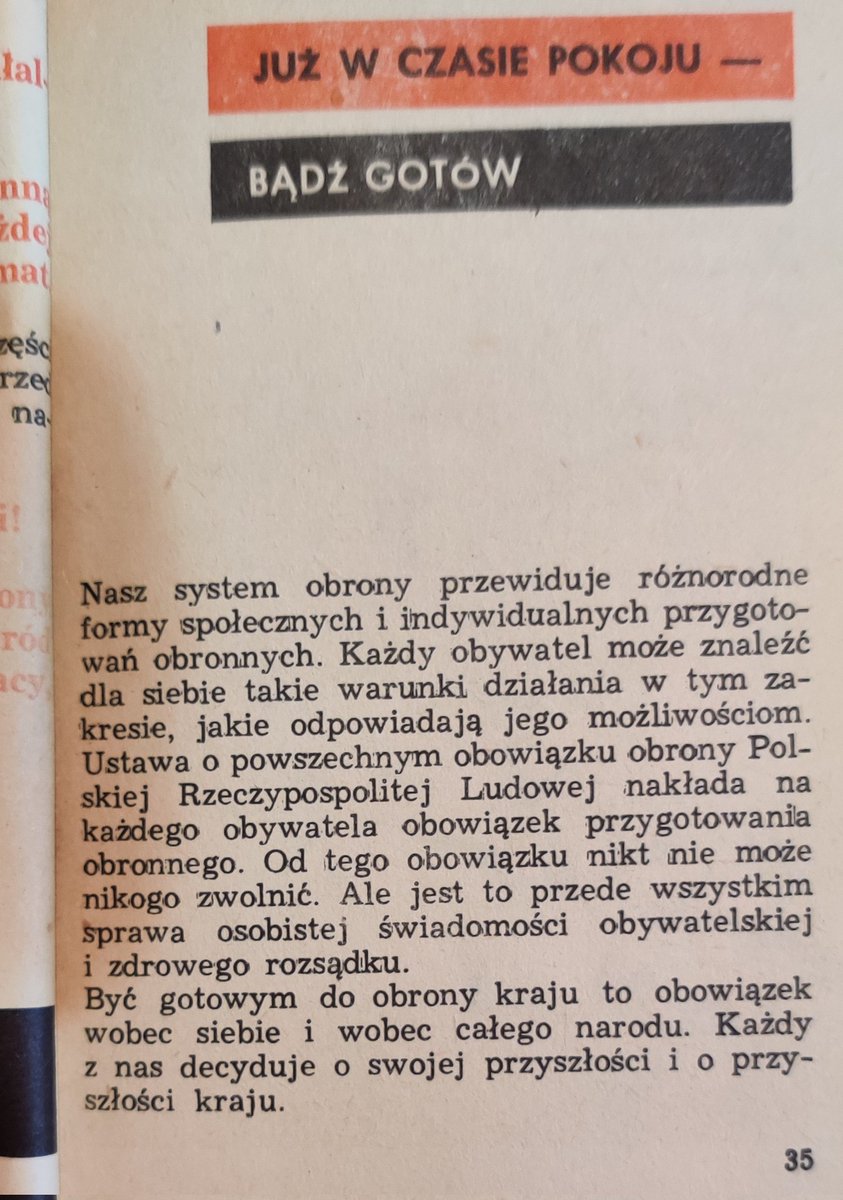 JUŻ W CZASIE POKOJU —
BĄDŹ GOTÓW
Nasz system obrony przewiduje różnorodne
formy społecznych i indywidualnych przygoto-
wań obronnych. Każdy obywatel może znaleźć
dla siebie takie warunki działania w tym za-
kresie, jakie odpowiadają jego możliwościom.
Ustawa o powszechnym obowiązku obrony Pol-
skiej Rzeczypospolitej Ludowej nakłada na
każdego obywatela obowiązek przygotowania
obronnego. Od tego obowiązku nikt nie może
nikogo zwolnić. Ale jest to przede wszystkim
sprawa osobistej świadomości obywatelskiej
i zdrowego rozsądku.
Być gotowym do obrony kraju to obowiązek
wobec siebie i wobec całego narodu. Każdy
z nas decyduje o swojej przyszłości i o przy-
szłości kraju.
35